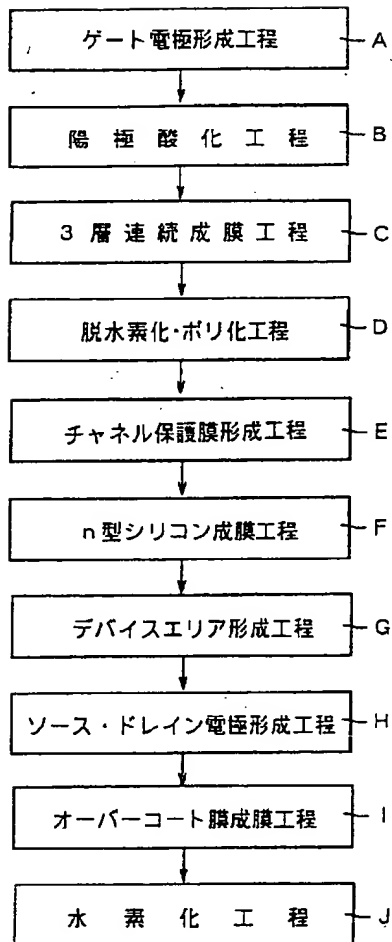 ゲート電極形成工程 A
陽極酸化工程 B
3層連続成膜工程 C
脱水素化・ポリ化工程 D
チャネル保護膜形成工程 E
n型シリコン成膜工程 F
デバイスエリア形成工程 G
ソース・ドレイン電極形成工程 H
オーバーコート膜成膜工程 I
水素化工程 J